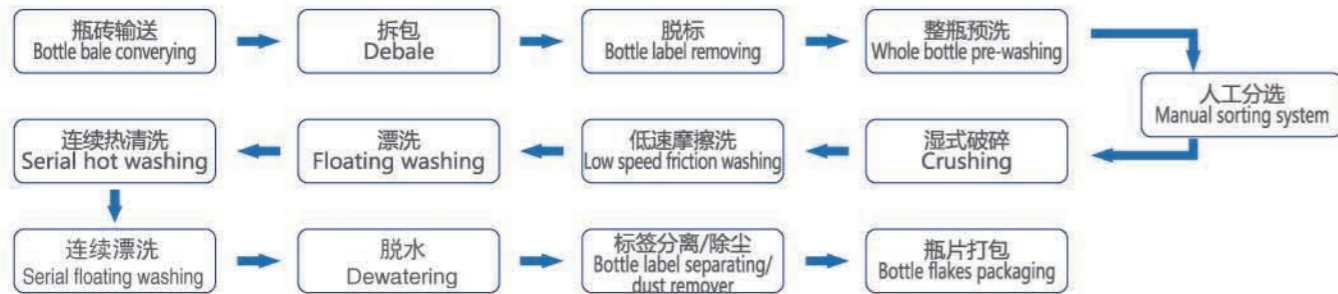 瓶砖输送
Bottle bale converying
拆包
Debale
脱标
Bottle label removing
整瓶预洗
Whole bottle pre-washing
人工分选
Manual sorting system
湿式破碎
Crushing
低速摩擦洗
Low speed friction washing
漂洗
Floating washing
连续热清洗
Serial hot washing
连续漂洗
Serial floating washing
脱水
Dewatering
标签分离/除尘
Bottle label separating/
dust remover
瓶片打包
Bottle flakes packaging